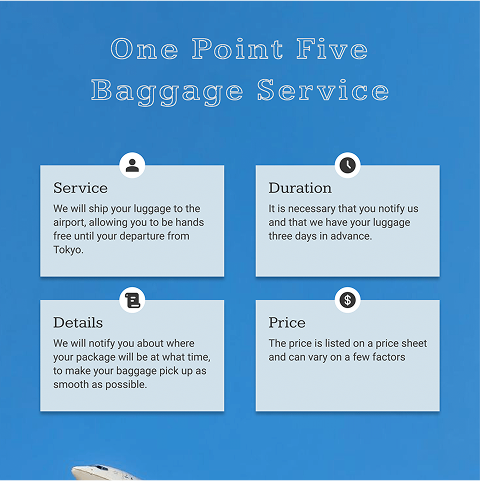 One Point Five
Baggage Service
Service
We will ship your luggage to the
airport, allowing you to be hands
free until your departure from
Tokyo.
Duration
It is necessary that you notify us
and that we have your luggage
three days in advance.
Details
We will notify you about where
your package will be at what time,
to make your baggage pick up as
smooth as possible.
Price
The price is listed on a price sheet
and can vary on a few factors